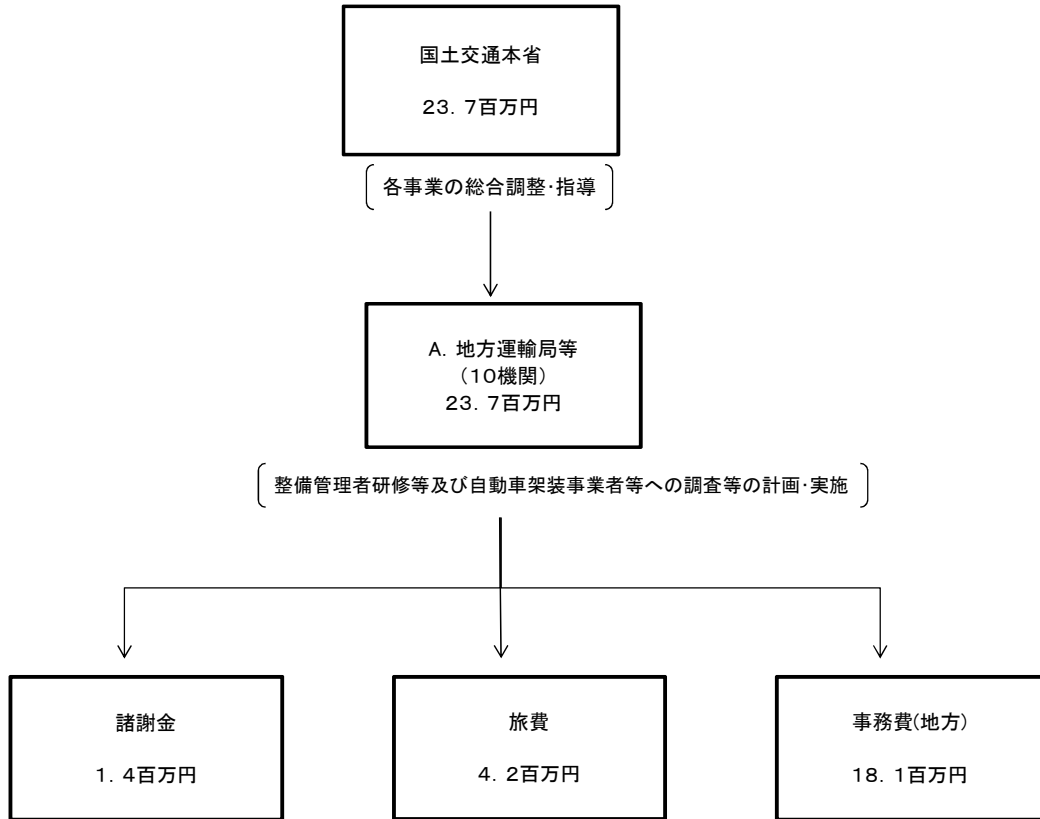 国土交通本省
23．7百万円
各事業の総合調整・指導
A．地方運輸局等
（10機関）
23．7百万円
整備管理者研修等及び自動車架装事業者等への調査等の計画・実施
諸謝金
1．4百万円
旅費
4．2百万円
事務費(地方)
18．1百万円